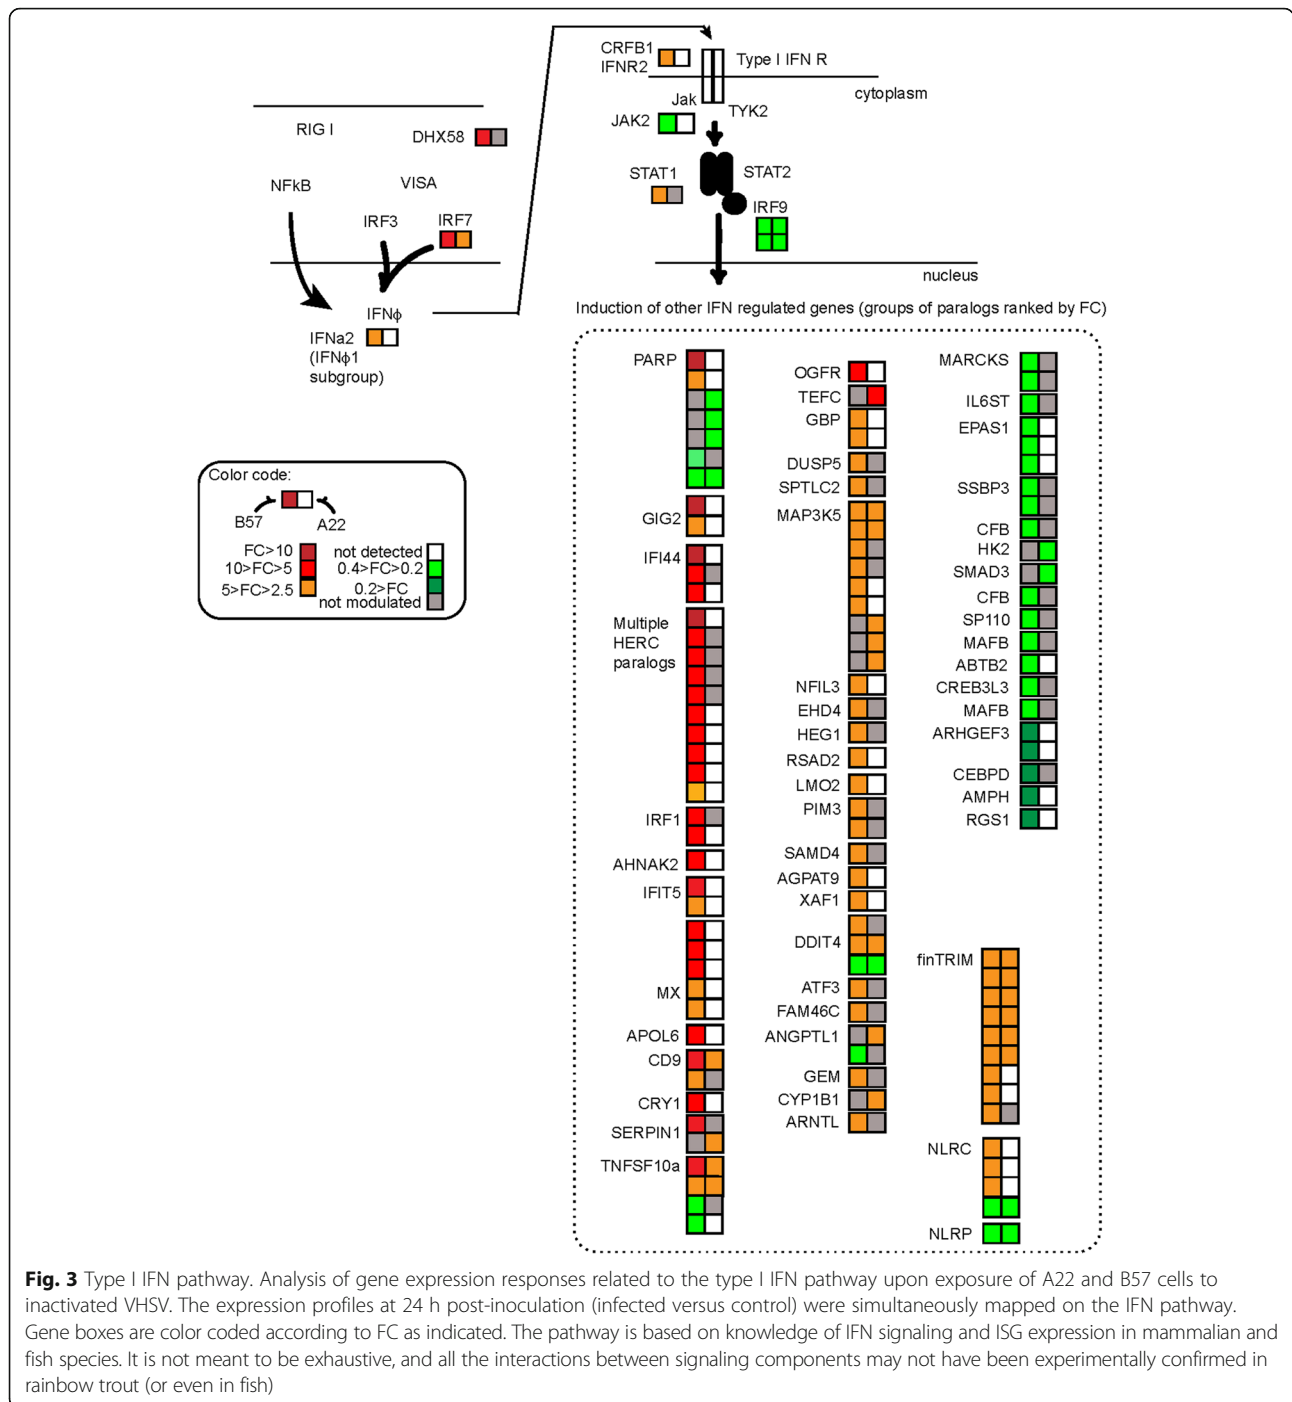 CRFB1
IFNR2
Type I IFN R
cytoplasm
Jak
TYK2
JAK2
RIG I
DHX58
STAT1
STAT2
NFkB
VISA
IRF3
IRF7
IRF9
nucleus
IFNϕ
IFNa2
(IFNϕ1
subgroup)
Induction of other IFN regulated genes (groups of paralogs ranked by FC)
Color code:
B57
A22
FC>10
10>FC>5
5>FC>2.5
not detected
0.4>FC>0.2
0.2>FC
not modulated
PARP
GIG2
IFI44
Multiple
HERC
paralogs
IRF1
AHNAK2
IFIT5
MX
APOL6
CD9
CRY1
SERPIN1
TNFSF10a
OGFR
TEFC
GBP
DUSP5
SPTLC2
MAP3K5
NFIL3
EHD4
HEG1
RSAD2
LMO2
PIM3
SAMD4
AGPAT9
XAF1
DDIT4
ATF3
FAM46C
ANGPTL1
GEM
CYP1B1
ARNTL
MARCKS
IL6ST
EPAS1
SSBP3
CFB
HK2
SMAD3
CFB
SP110
MAFB
ABTB2
CREB3L3
MAFB
ARHGEF3
CEBPD
AMPH
RGS1
finTRIM
NLRC
NLRP
Fig. 3 Type I IFN pathway. Analysis of gene expression responses related to the type I IFN pathway upon exposure of A22 and B57 cells to
inactivated VHSV. The expression profiles at 24 h post-inoculation (infected versus control) were simultaneously mapped on the IFN pathway.
Gene boxes are color coded according to FC as indicated. The pathway is based on knowledge of IFN signaling and ISG expression in mammalian and
fish species. It is not meant to be exhaustive, and all the interactions between signaling components may not have been experimentally confirmed in
rainbow trout (or even in fish)